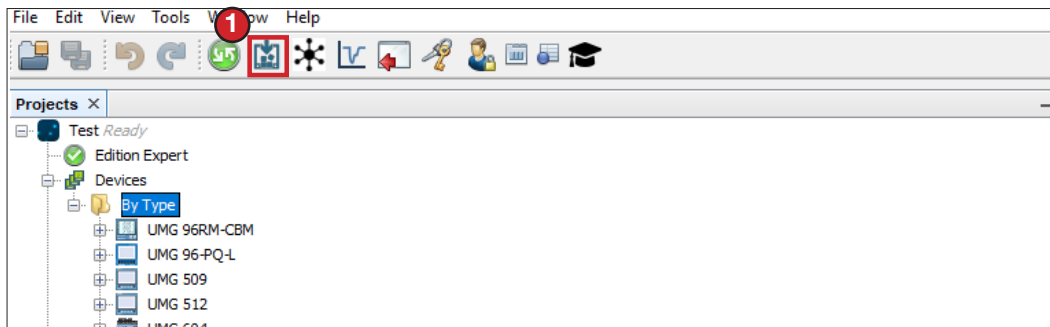 File Edit View Tools W ow Help
1
Projects ×
Test Ready
Edition Expert
Devices
By Type
UMG 96RM-CBM
UMG 96-PQ-L
UMG 509
UMG 512